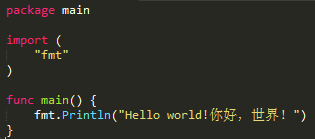 package main
import (
"fmt"
)
func main() {
fmt.Println("Hello world!你好，世界！")
}